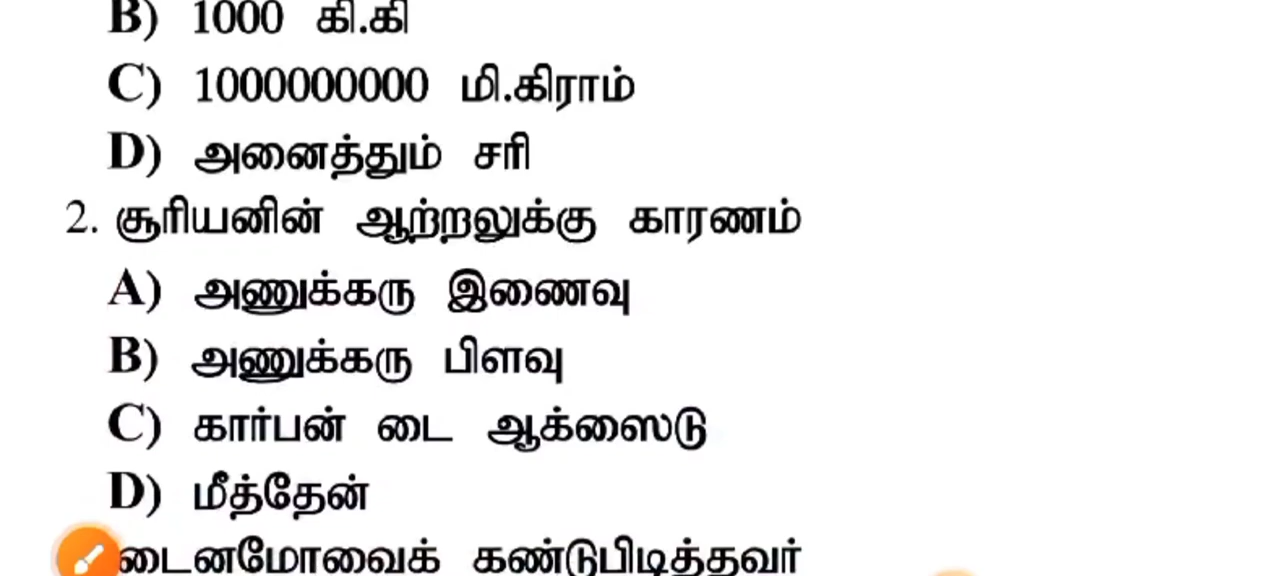 B) 1000 கி.கி
C) 1000000000 மி.கிராம்
D) அனைத்தும் சரி
2. சூரியனின் ஆற்றலுக்கு காரணம்
A) அணுக்கரு இணைவு
B) அணுக்கரு பிளவு
C) கார்பன் டை ஆக்ஸைடு
D) மீத்தேன்
டைனமோவைக் கண்டுபிடித்தவர்